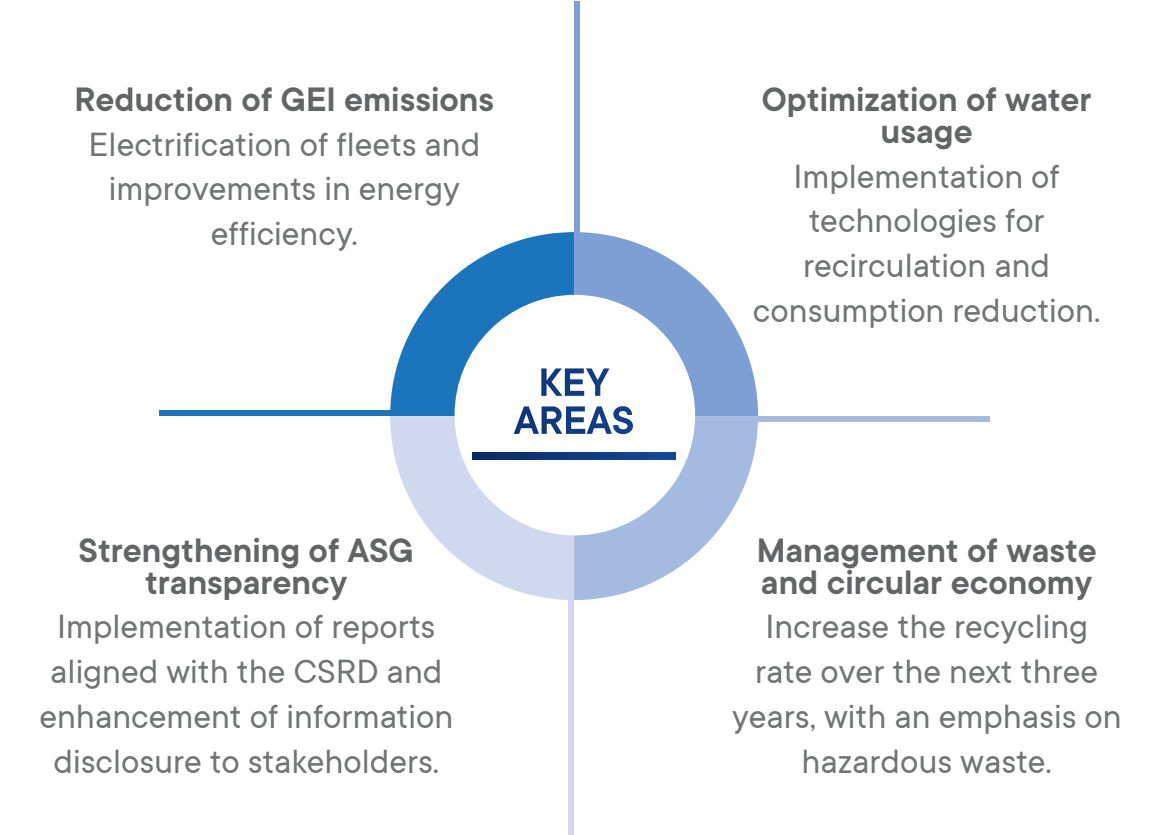 Reduction of GEI emissions
Electrification of fleets and
improvements in energy
efficiency.
Optimization of water
usage
Implementation of
technologies for
recirculation and
consumption reduction.
KEY
AREAS
Strengthening of ASG
transparency
Implementation of reports
aligned with the CSRD and
enhancement of information
disclosure to stakeholders.
Management of waste
and circular economy
Increase the recycling
rate over the next three
years, with an emphasis on
hazardous waste.